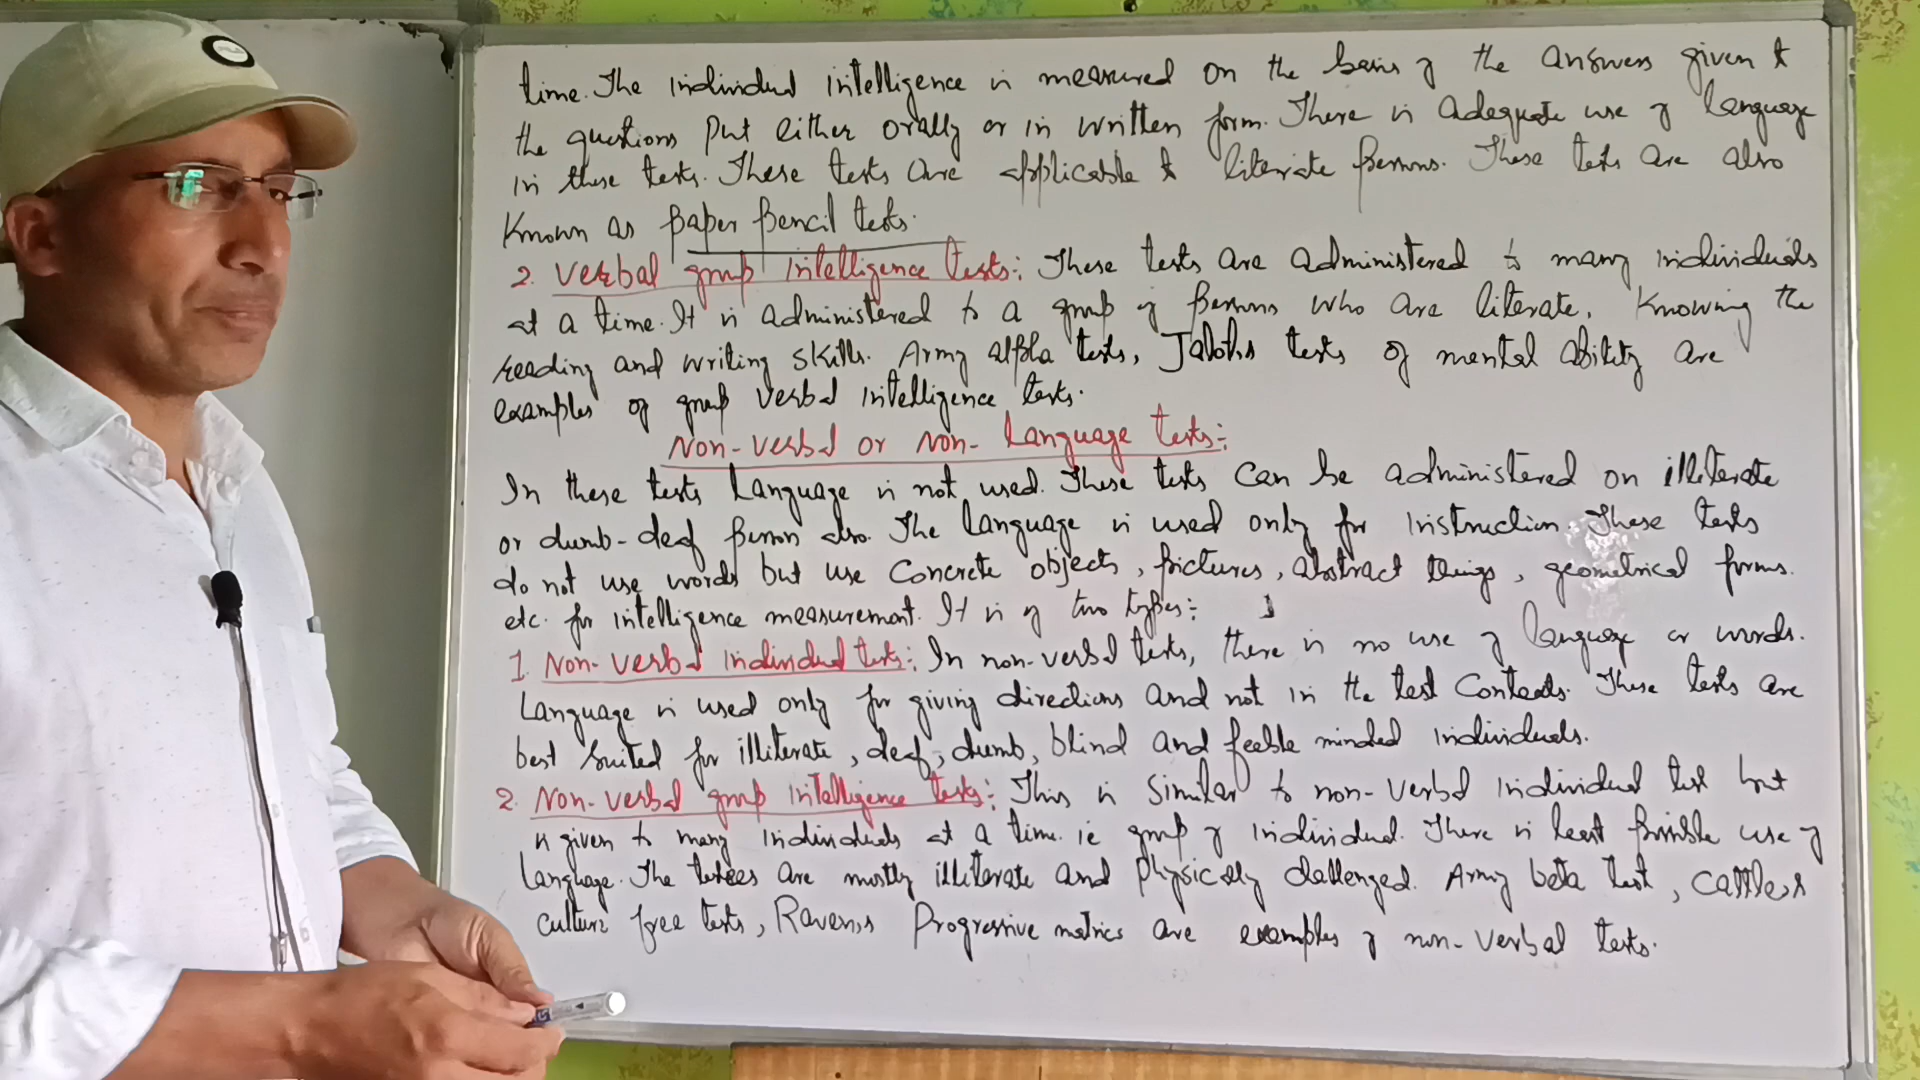 time. The individual intelligence is measured on the basis of the answers given to
the questions put either orally or in written form. There is adequate use of language
in these tests. These tests are applicable to literate persons. These tests are also
known as paper pencil tests.
2. Verbal group intelligence tests:- These tests are administered to many individuals
at a time. It is administered to a group of persons who are literate, knowing the
reading and writing skills. Army alpha tests, tests of mental ability are
examples of group verbal intelligence tests.
Non-verbal or Non-Language tests:-
In these tests language is not used. These tests can be administered on illiterate
or dumb-deaf person also. The language is used only for instruction. These tests
do not use words but use concrete objects, pictures, abstract things, geometrical forms.
etc. for intelligence measurement. It is of two types:-
1. Non-verbal individual tests:- In non-verbal tests, there is no use of language or words.
Language is used only for giving directions and not in the test contents. These tests are
best suited for illiterate, deaf, dumb, blind and feeble minded individuals.
2. Non-verbal group intelligence tests:- This is similar to non-verbal individual test but
is given to many individuals at a time. ie group of individual. There is least possible use of
language. The testees are mostly illiterate and physically challenged. Army beta test, cattles
culture free tests, Raven's Progressive matrices are examples of non-verbal tests.